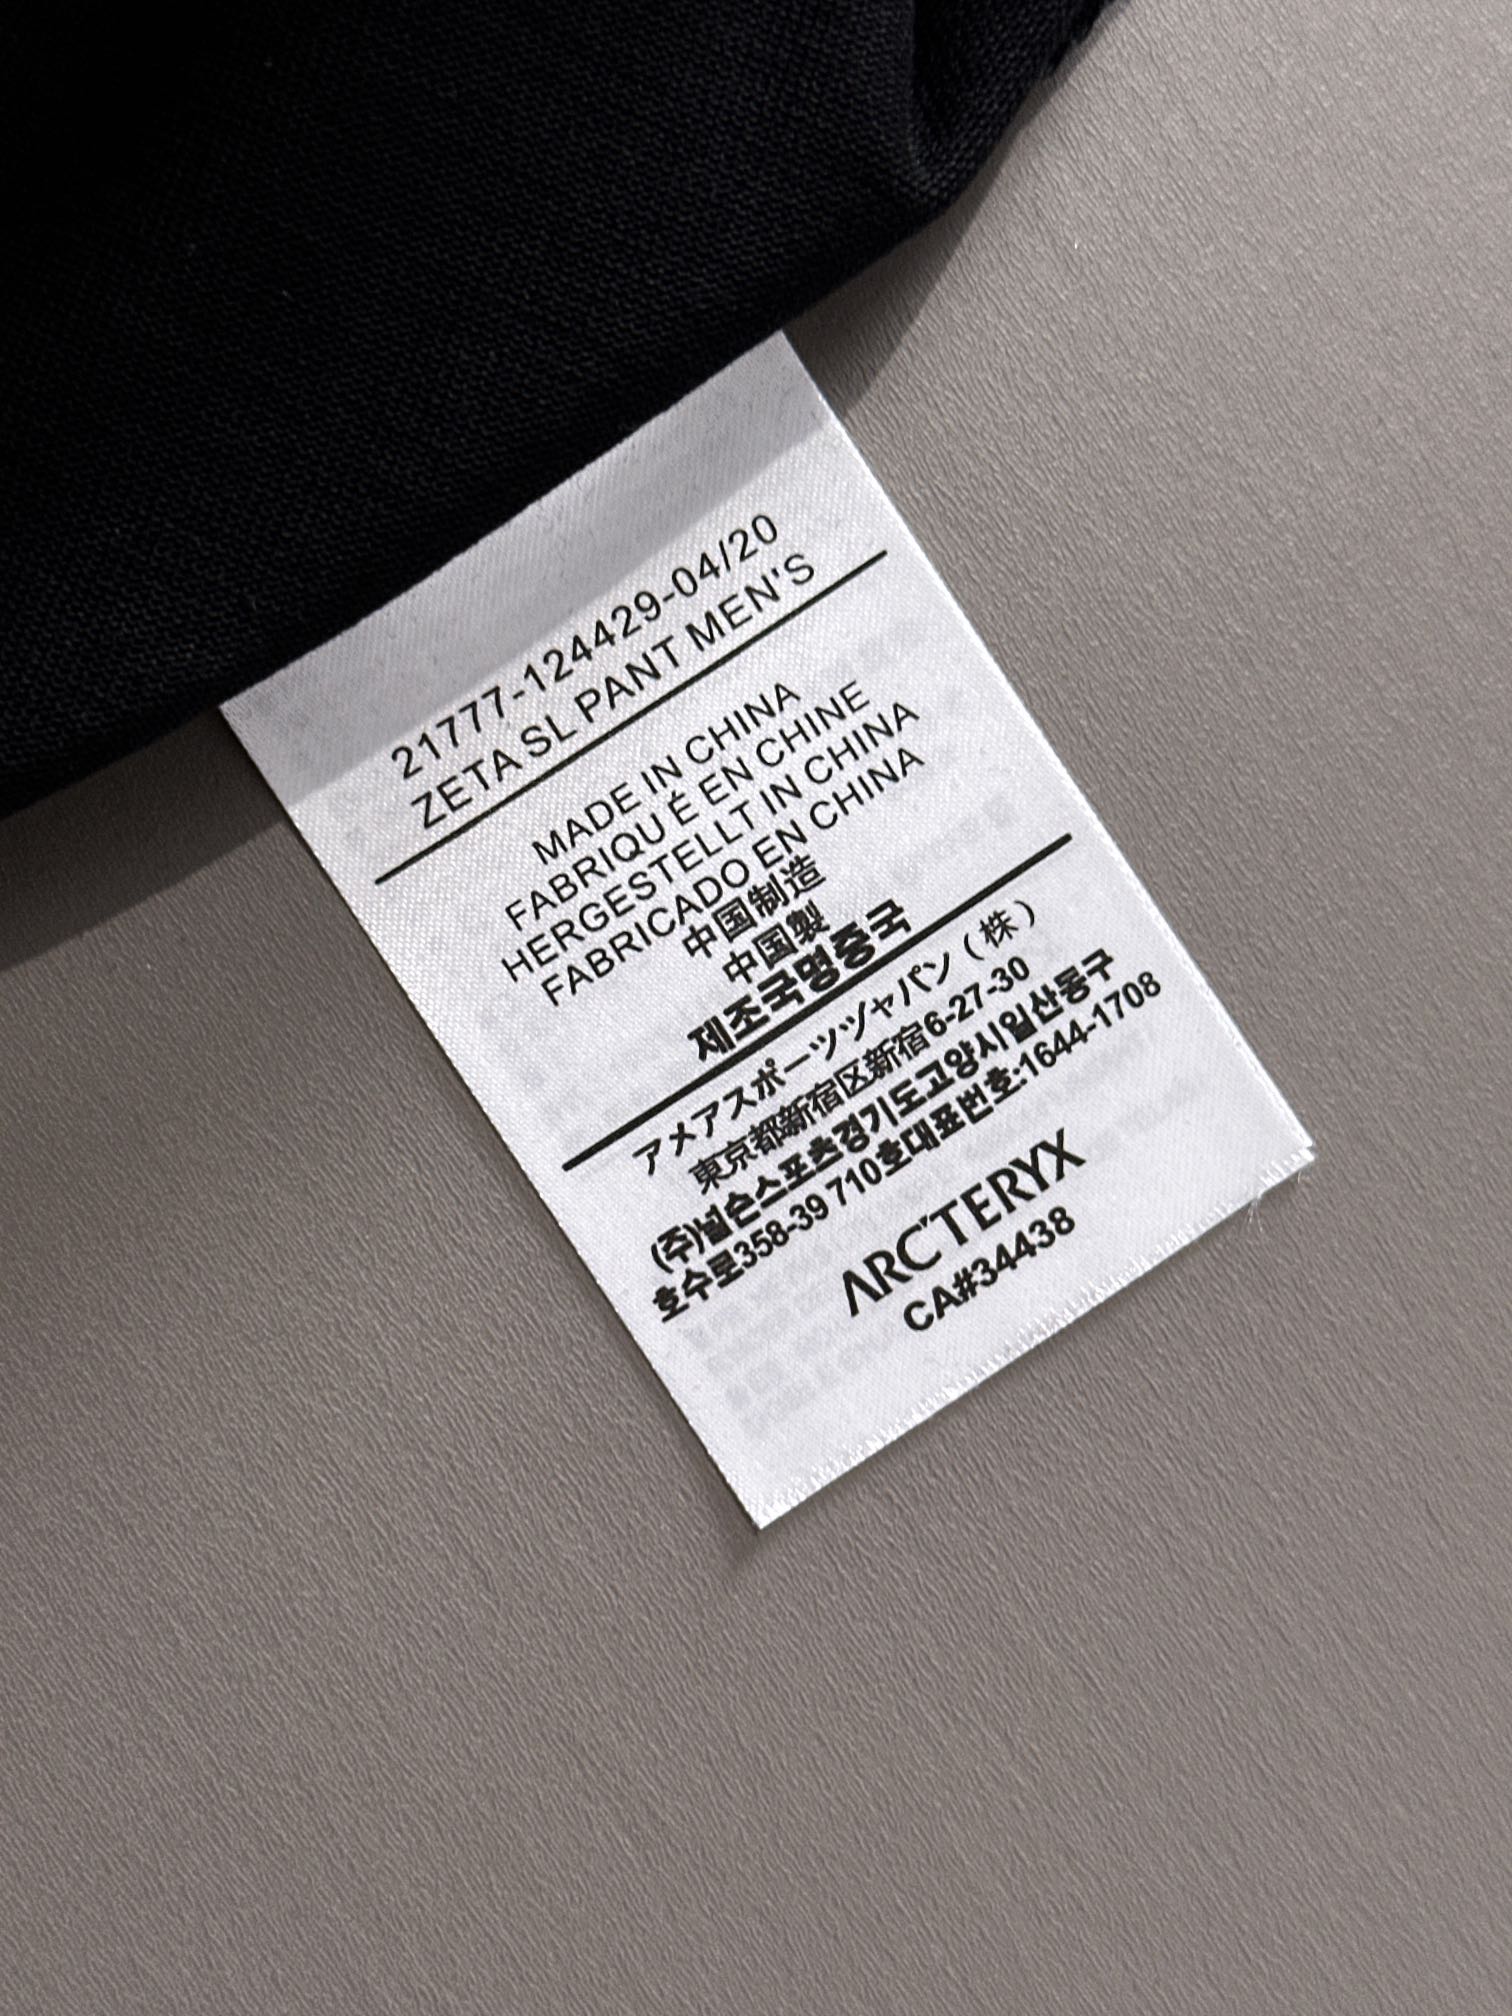 21777-124429-04/20
ZETA SL PANT MEN'S
MADE IN CHINA
FABRIQU É EN CHINE
HERGESTELLT IN CHINA
FABRICADO EN CHINA
中国制造
中国製
제조국명중국
アメアスポーツヅャパン(株)
東京都新宿区新宿6-27-30
(주)넬슨스포츠경기도고양시일산동구
호수로358-39 710호대표번호:1644-1708
ARC'TERYX
CA#34438